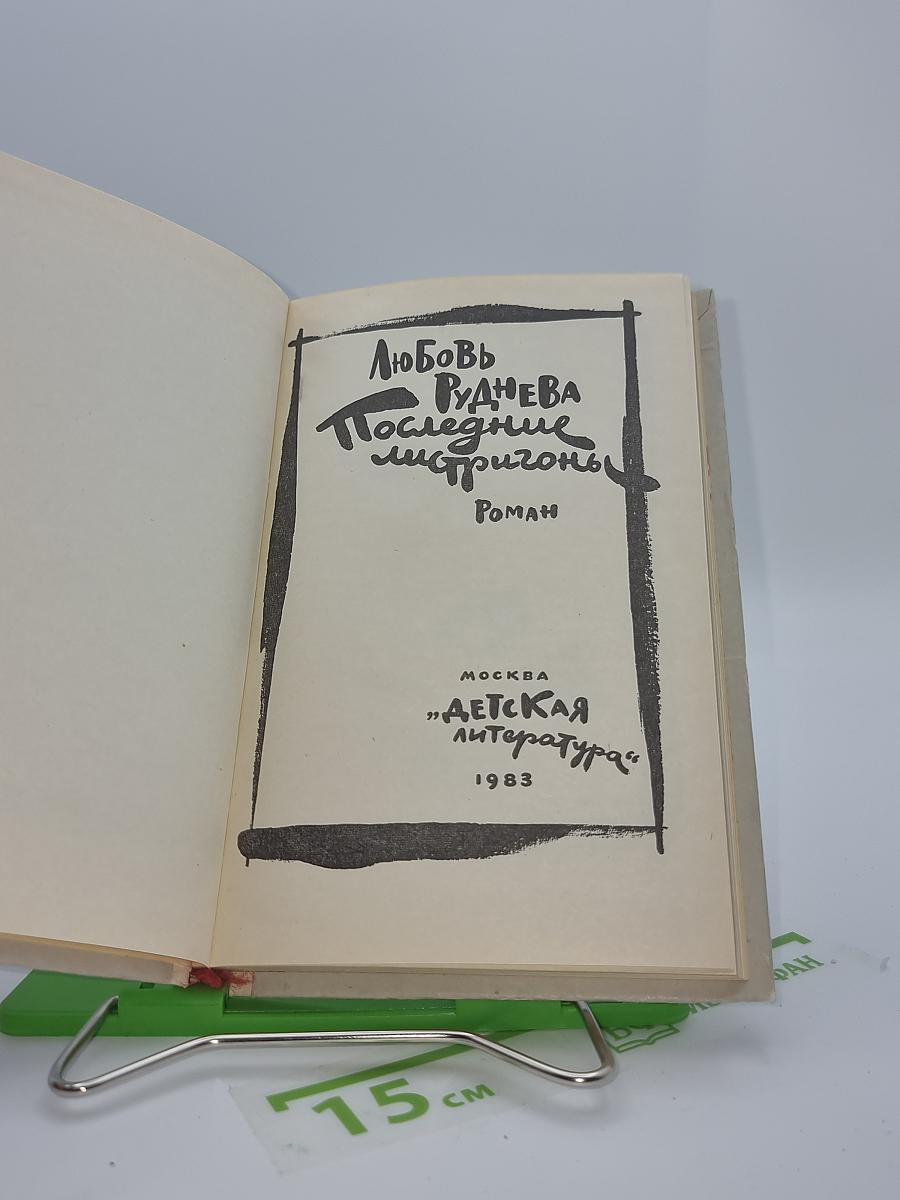 Любовь
Руднева
Последние
листригоны
Роман
Москва
„Детская
литература“
1983
15 см